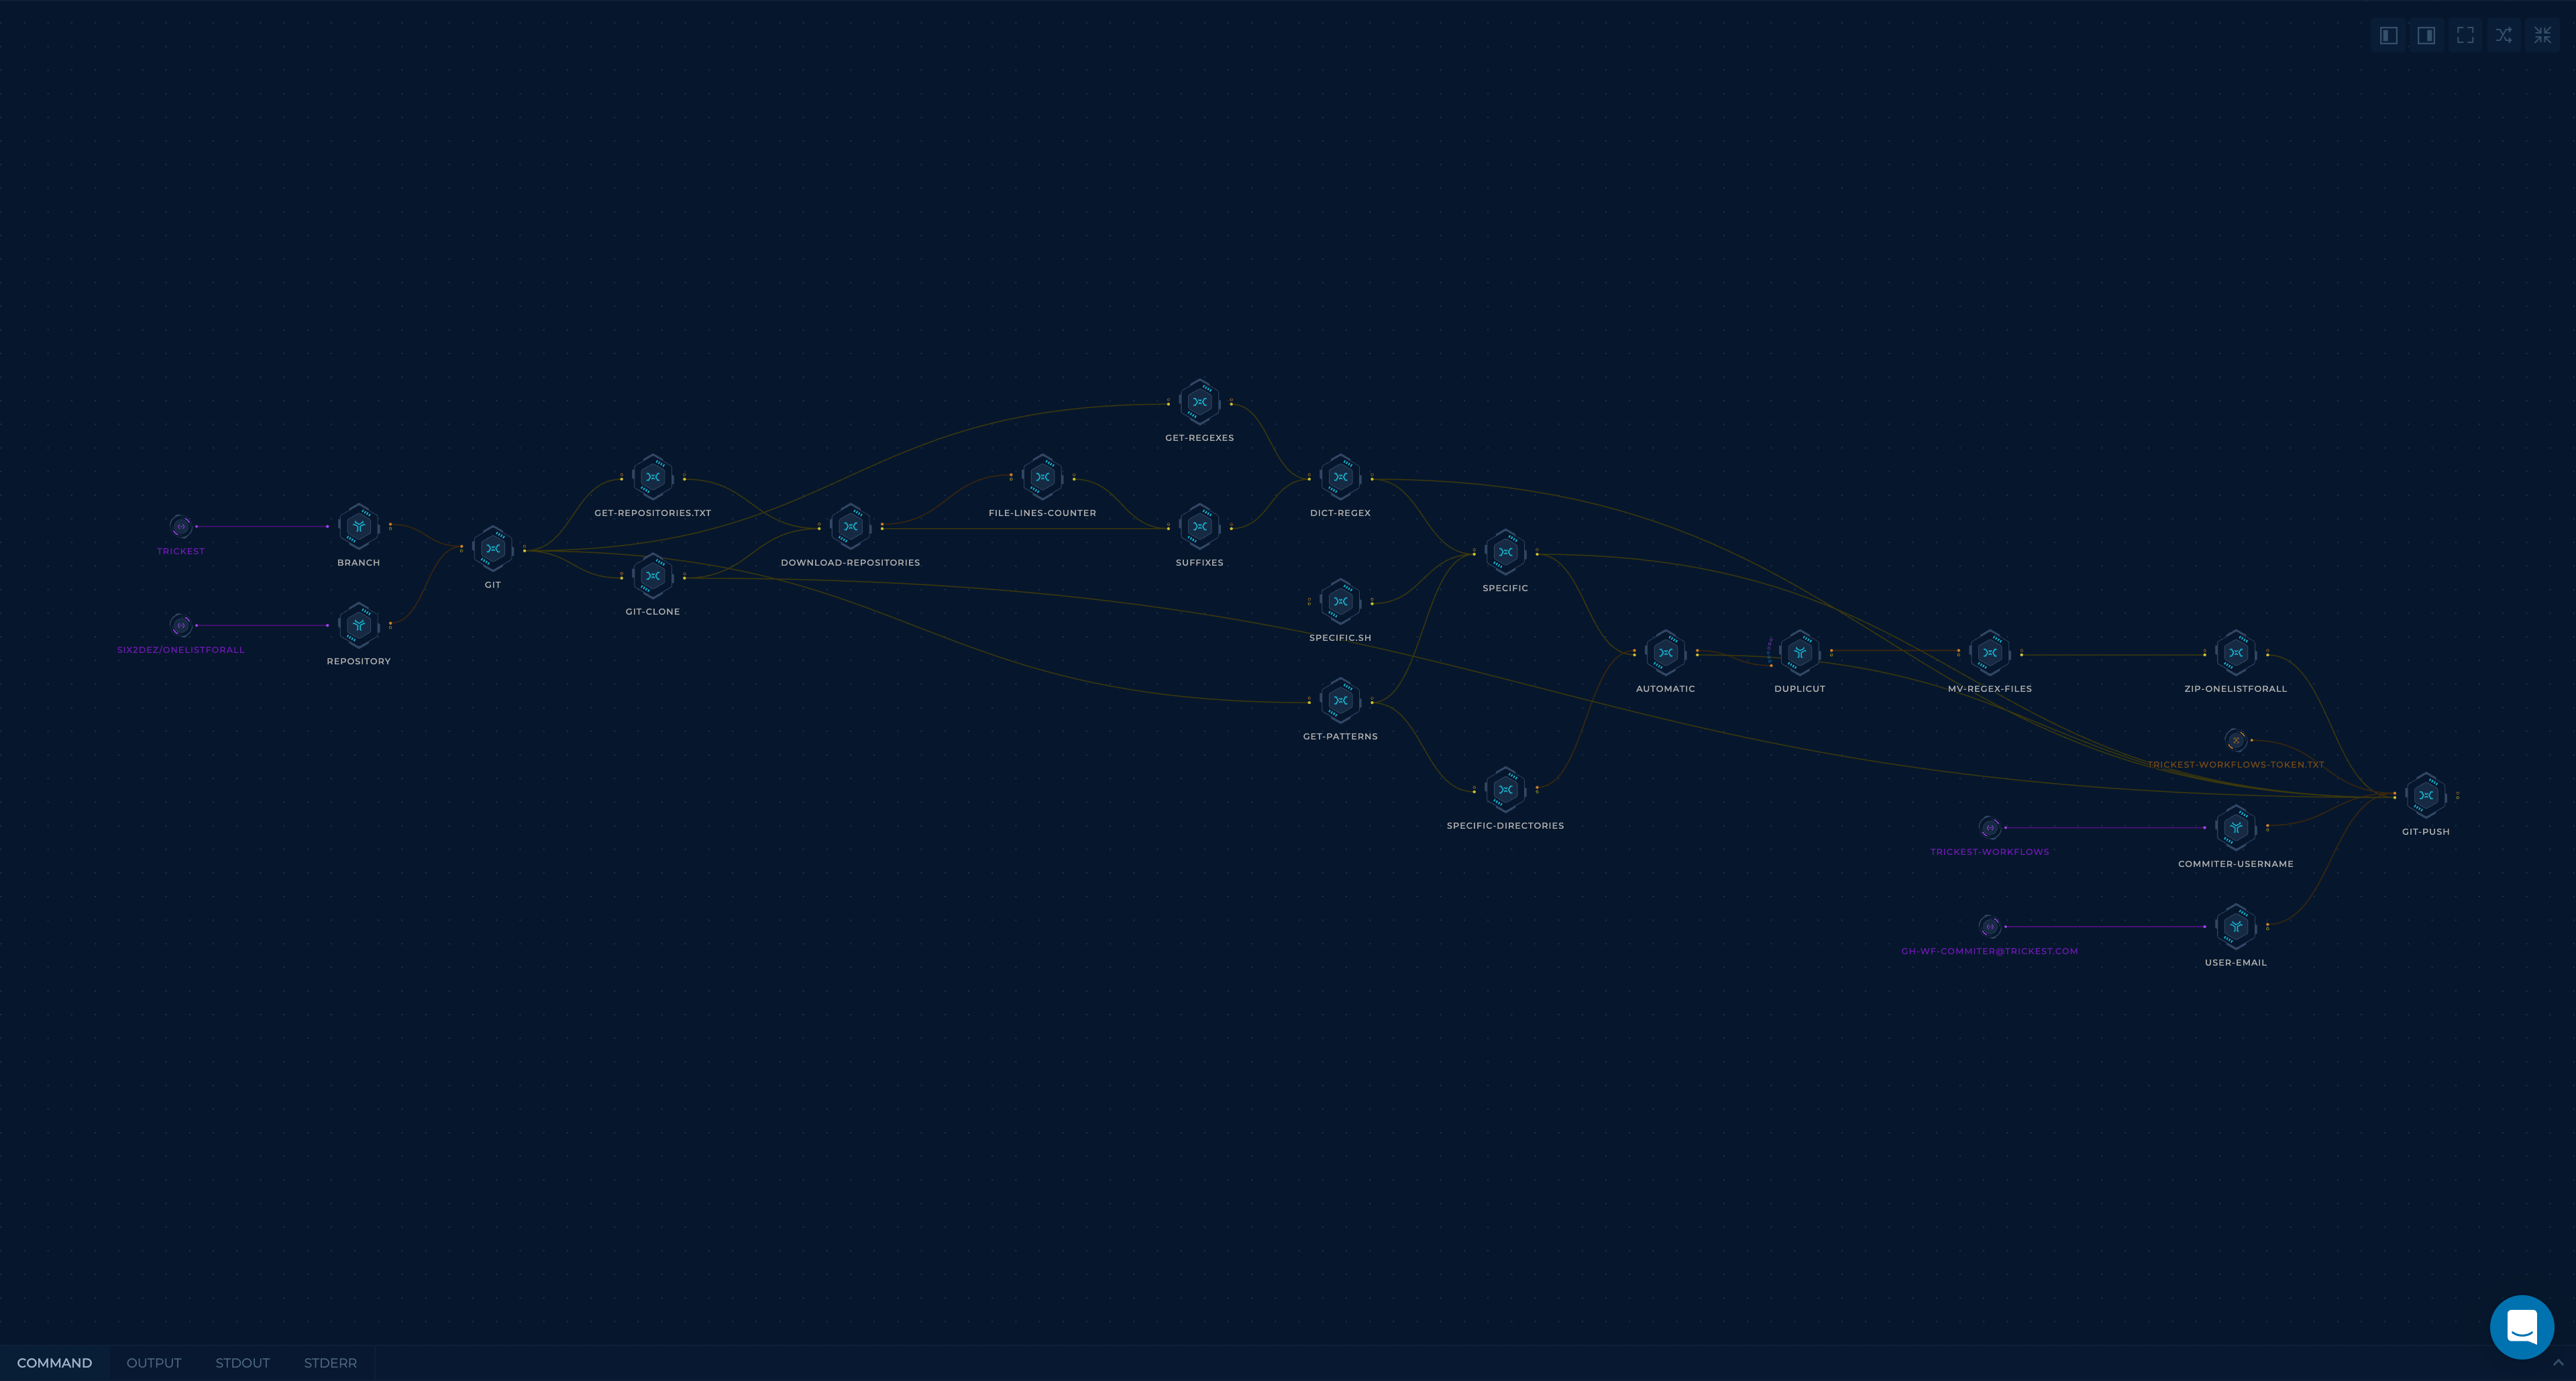 GET-REGEXES
GET-REPOSITORIES.TXT
FILE-LINES-COUNTER
DICT-REGEX
TRICKEST
BRANCH
GIT
DOWNLOAD-REPOSITORIES
SUFFIXES
SPECIFIC
GIT-CLONE
SPECIFIC.SH
SIX2DEZ/ONELISTFORALL
REPOSITORY
AUTOMATIC
DUPLICUT
MV-REGEX-FILES
ZIP-ONELISTFORALL
GET-PATTERNS
TRICKEST-WORKFLOWS-TOKEN.TXT
SPECIFIC-DIRECTORIES
GIT-PUSH
TRICKEST-WORKFLOWS
COMMITER-USERNAME
GH-WF-COMMITER@TRICKEST.COM
USER-EMAIL
COMMAND OUTPUT STDOUT STDERR